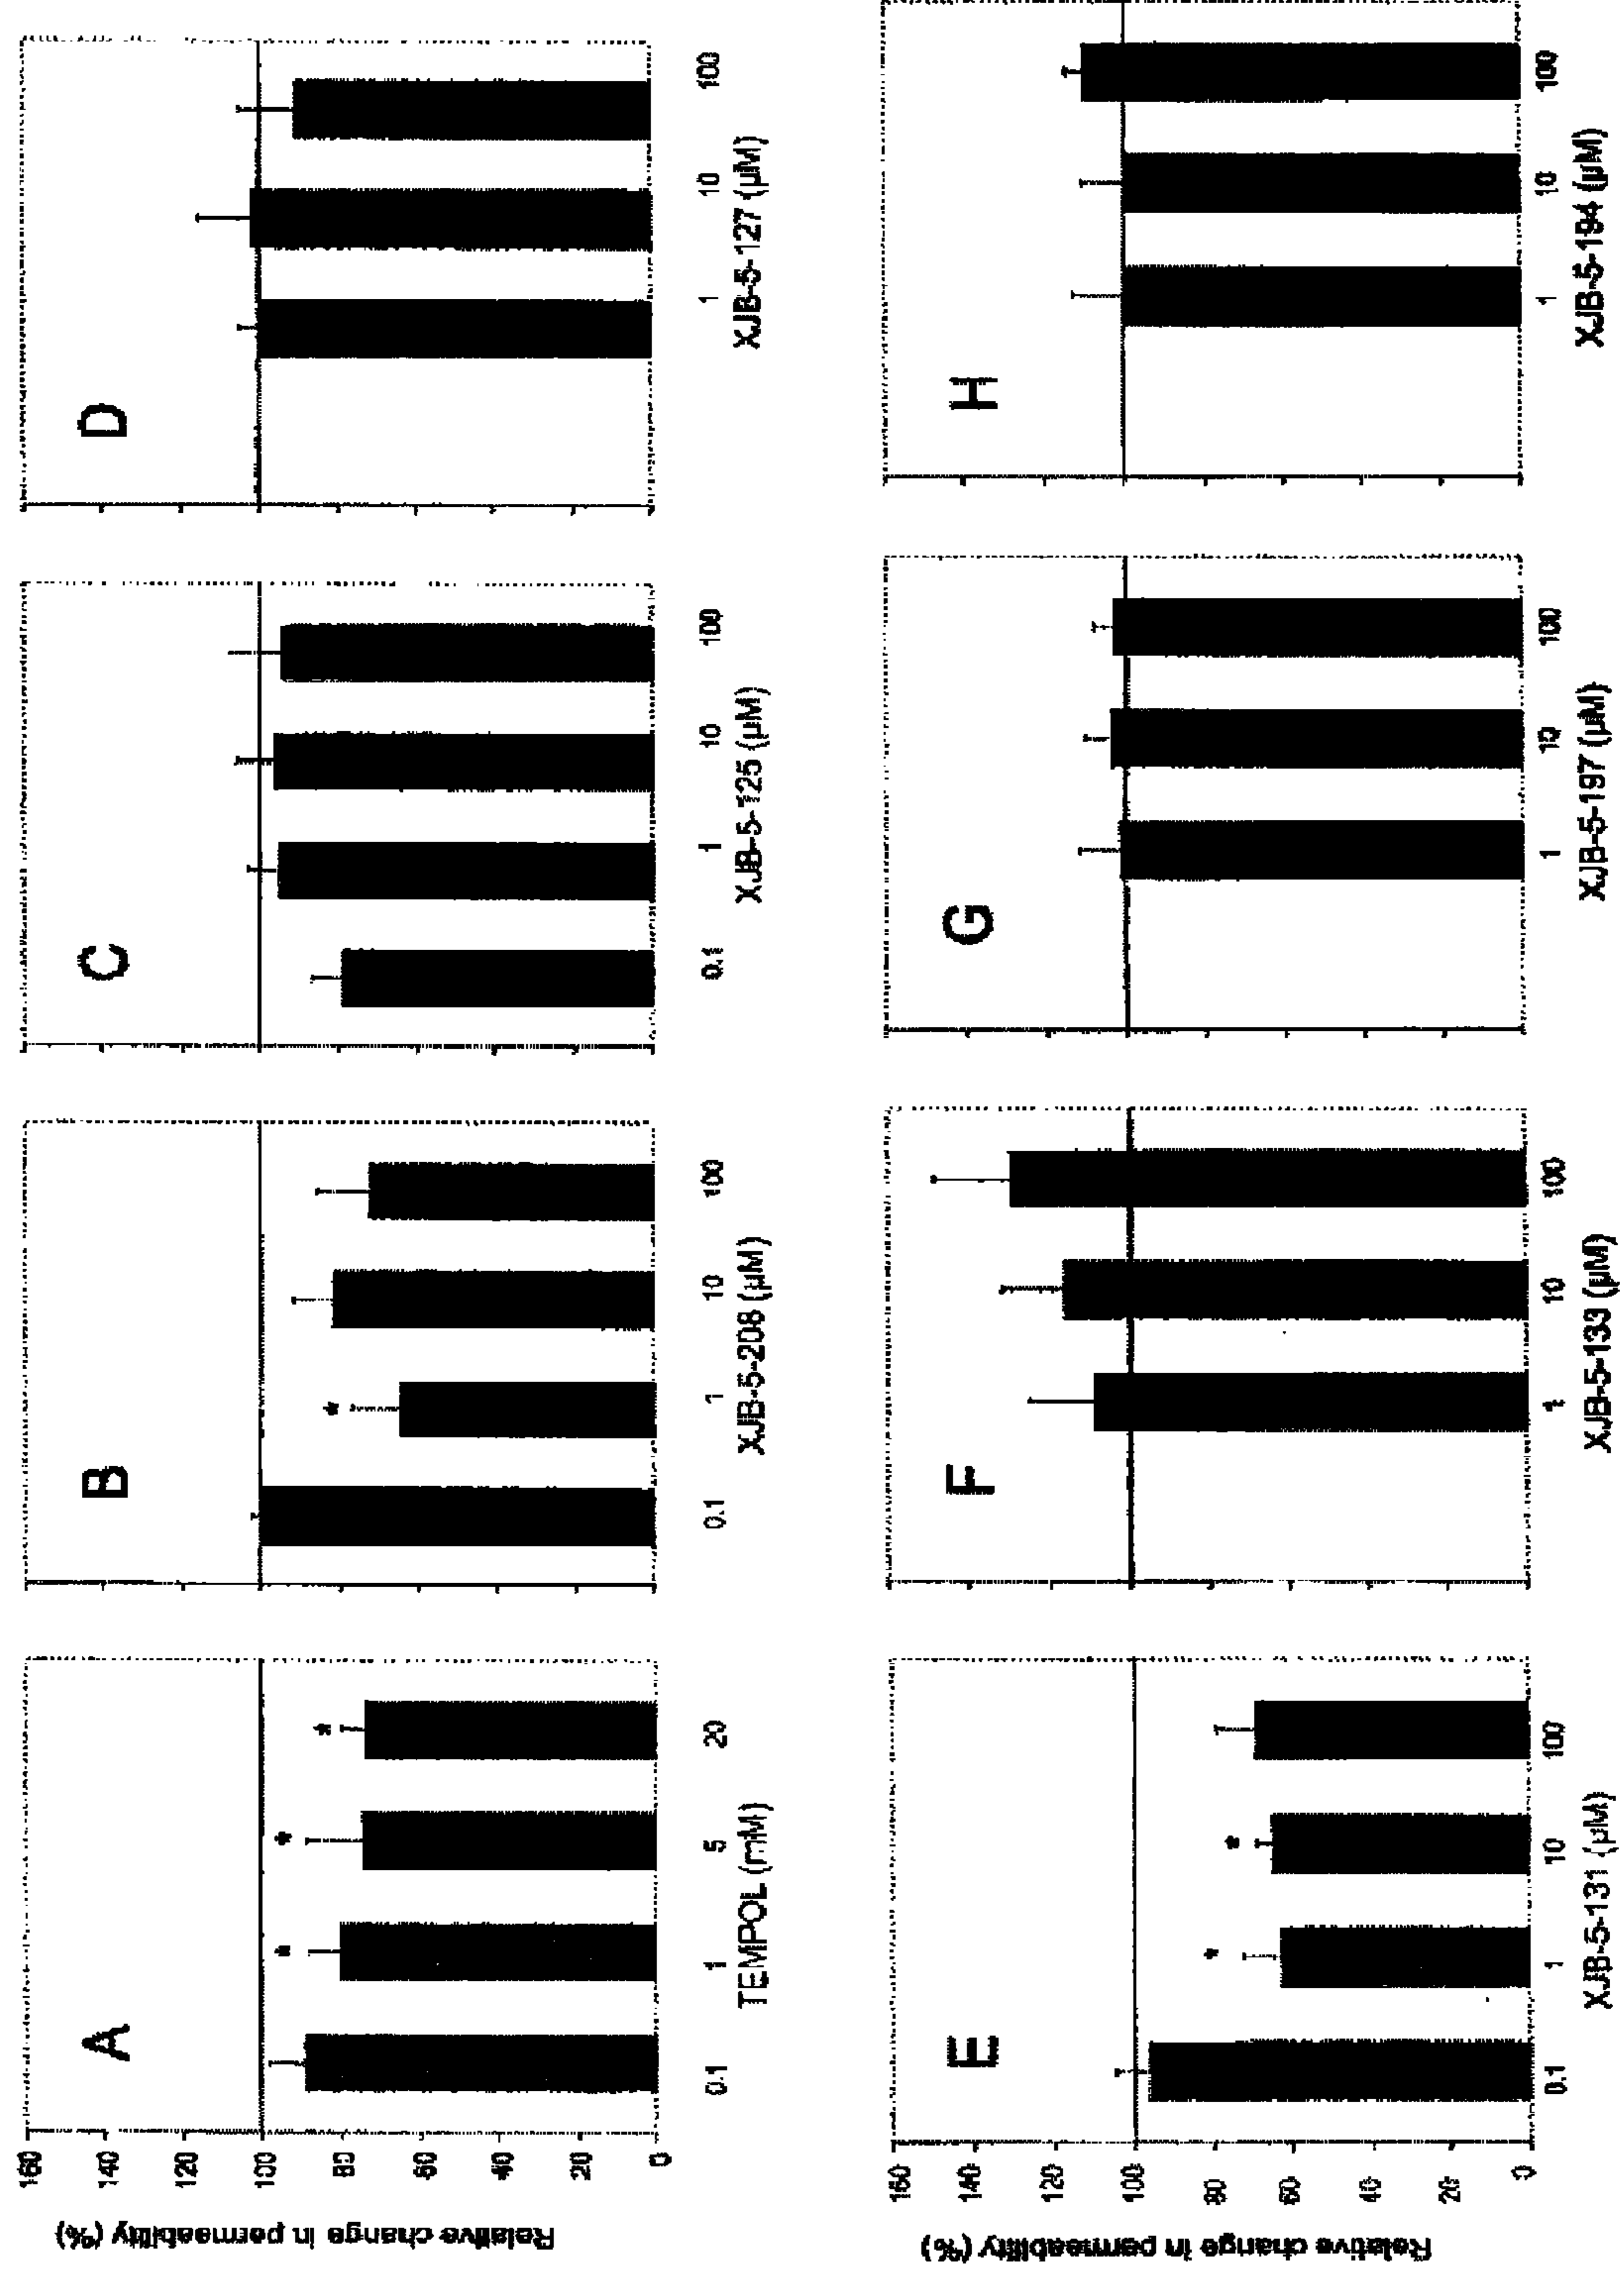 A
B
C
D
Relative change in permeability (%)
160
140
120
100
80
60
40
20
0
*
*
*
*
0.1 1 5 20
0.1 1 10 100
0.1 1 10 100
1 10 100
TEMPOL (mM)
XJB-5-208 (μM)
XJB-5-125 (μM)
XJB-5-127 (μM)
E
F
G
H
Relative change in permeability (%)
160
140
120
100
80
60
40
20
0
*
*
0.1 1 10 100
1 10 100
1 10 100
1 10 100
XJB-5-131 (μM)
XJB-5-133 (μM)
XJB-5-197 (μM)
XJB-5-194 (μM)